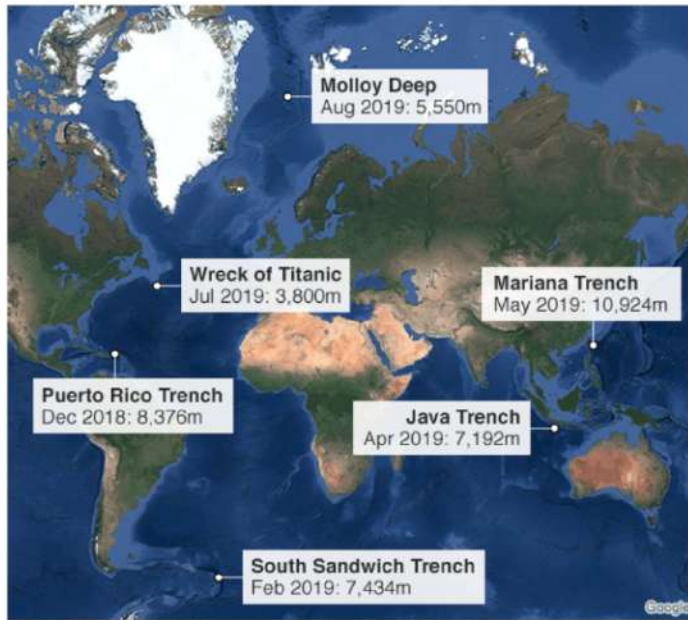 Molloy Deep
Aug 2019: 5,550m
Wreck of Titanic
Jul 2019: 3,800m
Mariana Trench
May 2019: 10,924m
Puerto Rico Trench
Dec 2018: 8,376m
Java Trench
Apr 2019: 7,192m
South Sandwich Trench
Feb 2019: 7,434m
Google